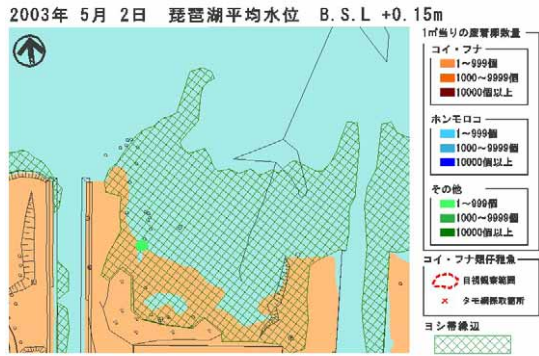 2003年 5月 2日 琵琶湖平均水位 B.S.L +0.15m
1㎡当りの産着卵数量
コイ・フナ
1～999個
1000～9999個
10000個以上
ホンモロコ
1～999個
1000～9999個
10000個以上
その他
1～999個
1000～9999個
10000個以上
コイ・フナ類仔稚魚
目視観察範囲
タモ網採取箇所
ヨシ帯縁辺